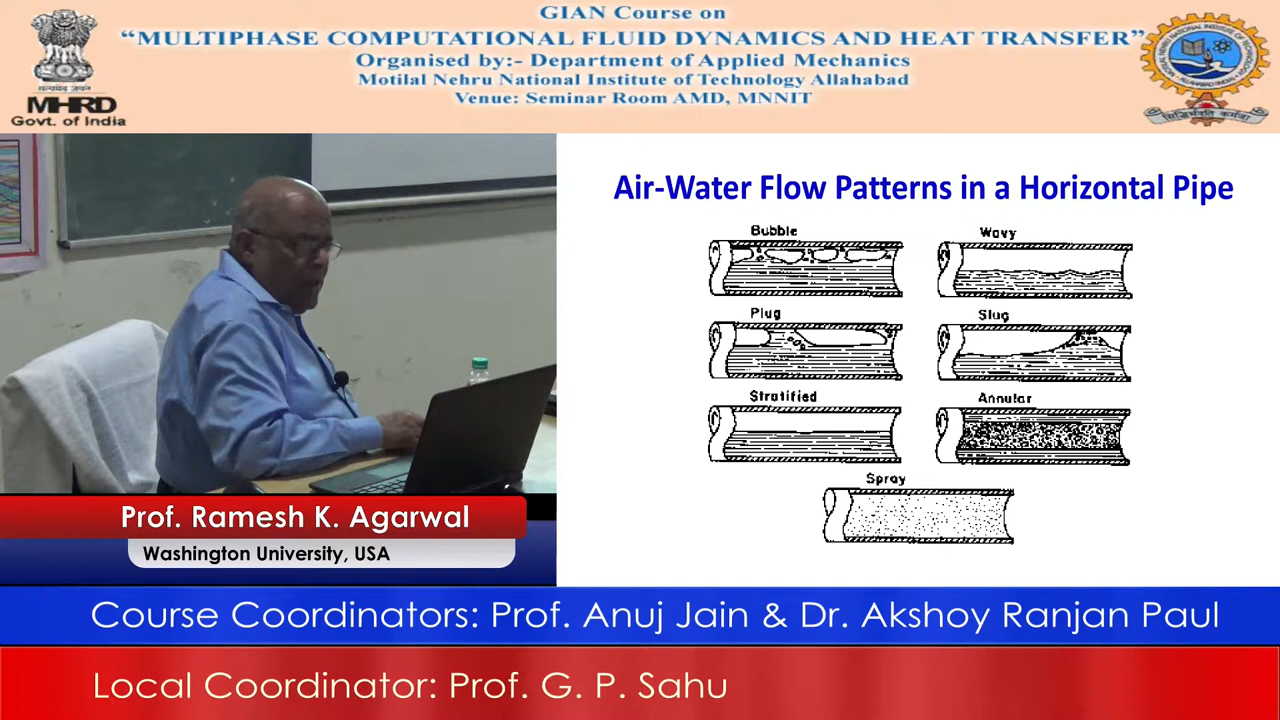 GIAN Course on
“MULTIPHASE COMPUTATIONAL FLUID DYNAMICS AND HEAT TRANSFER”
Organised by:- Department of Applied Mechanics
Motilal Nehru National Institute of Technology Allahabad
Venue: Seminar Room AMD, MNNIT
सत्यमेव जयते
MHRD
Govt. of India
Air-Water Flow Patterns in a Horizontal Pipe
Bubble
Wavy
Plug
Slug
Stratified
Annular
Spray
Prof. Ramesh K. Agarwal
Washington University, USA
Course Coordinators: Prof. Anuj Jain & Dr. Akshoy Ranjan Paul
Local Coordinator: Prof. G. P. Sahu